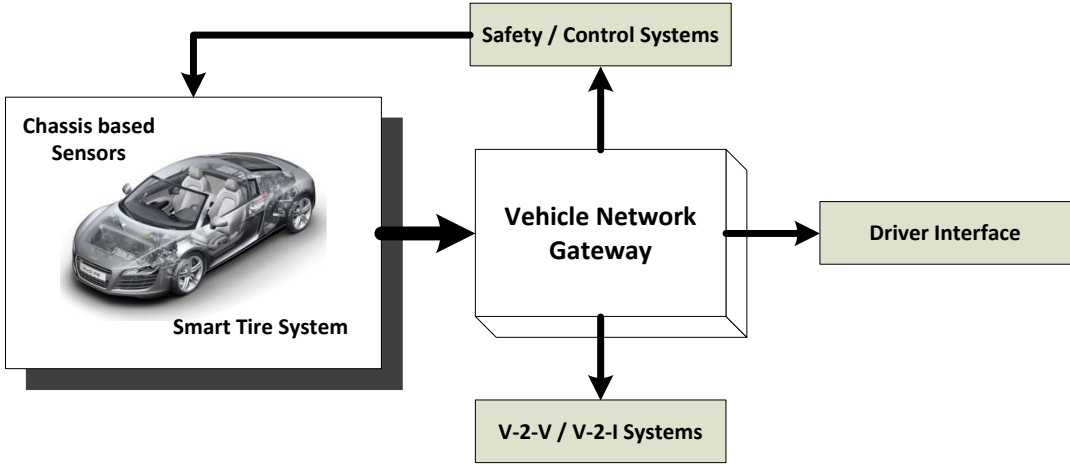 Safety / Control Systems
Chassis based
Sensors
Vehicle Network
Gateway
Driver Interface
Smart Tire System
V-2-V / V-2-I Systems